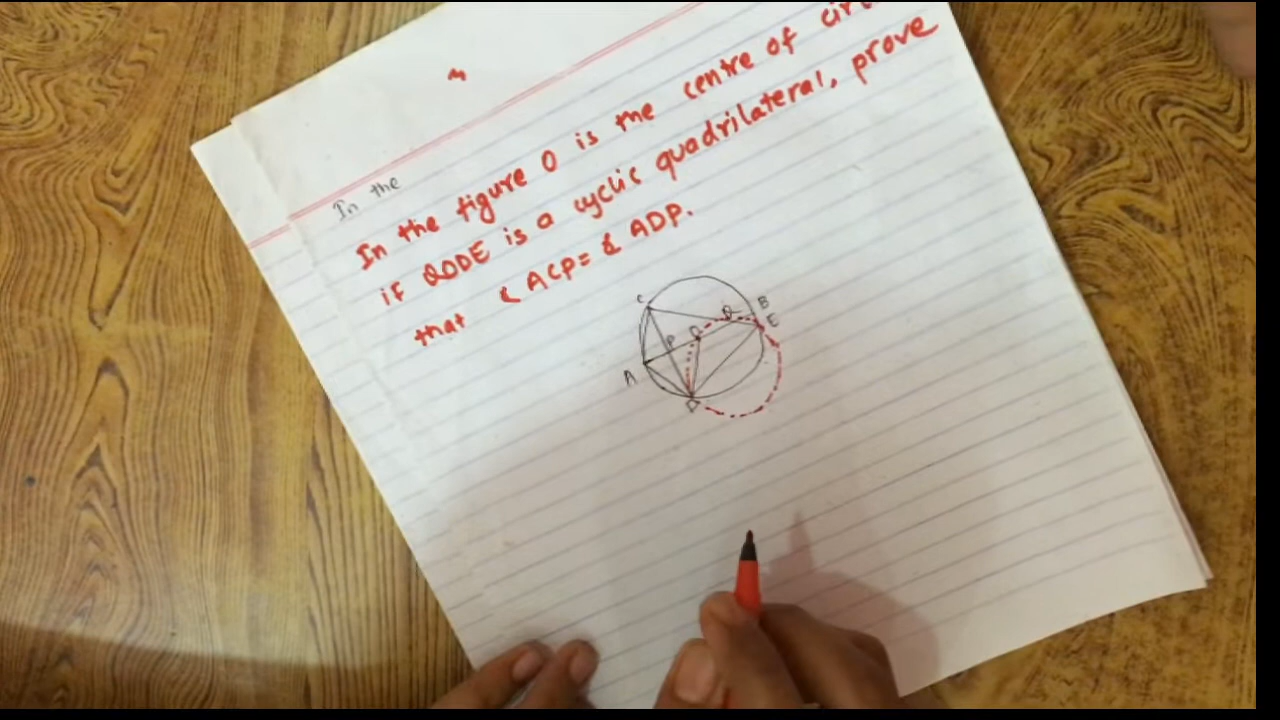 In the
In the figure O is the centre of
if QODE is a cyclic quadrilateral, prove
that ∠ACP = ∠ADP.
C
B
Q
E
O
P
A
D